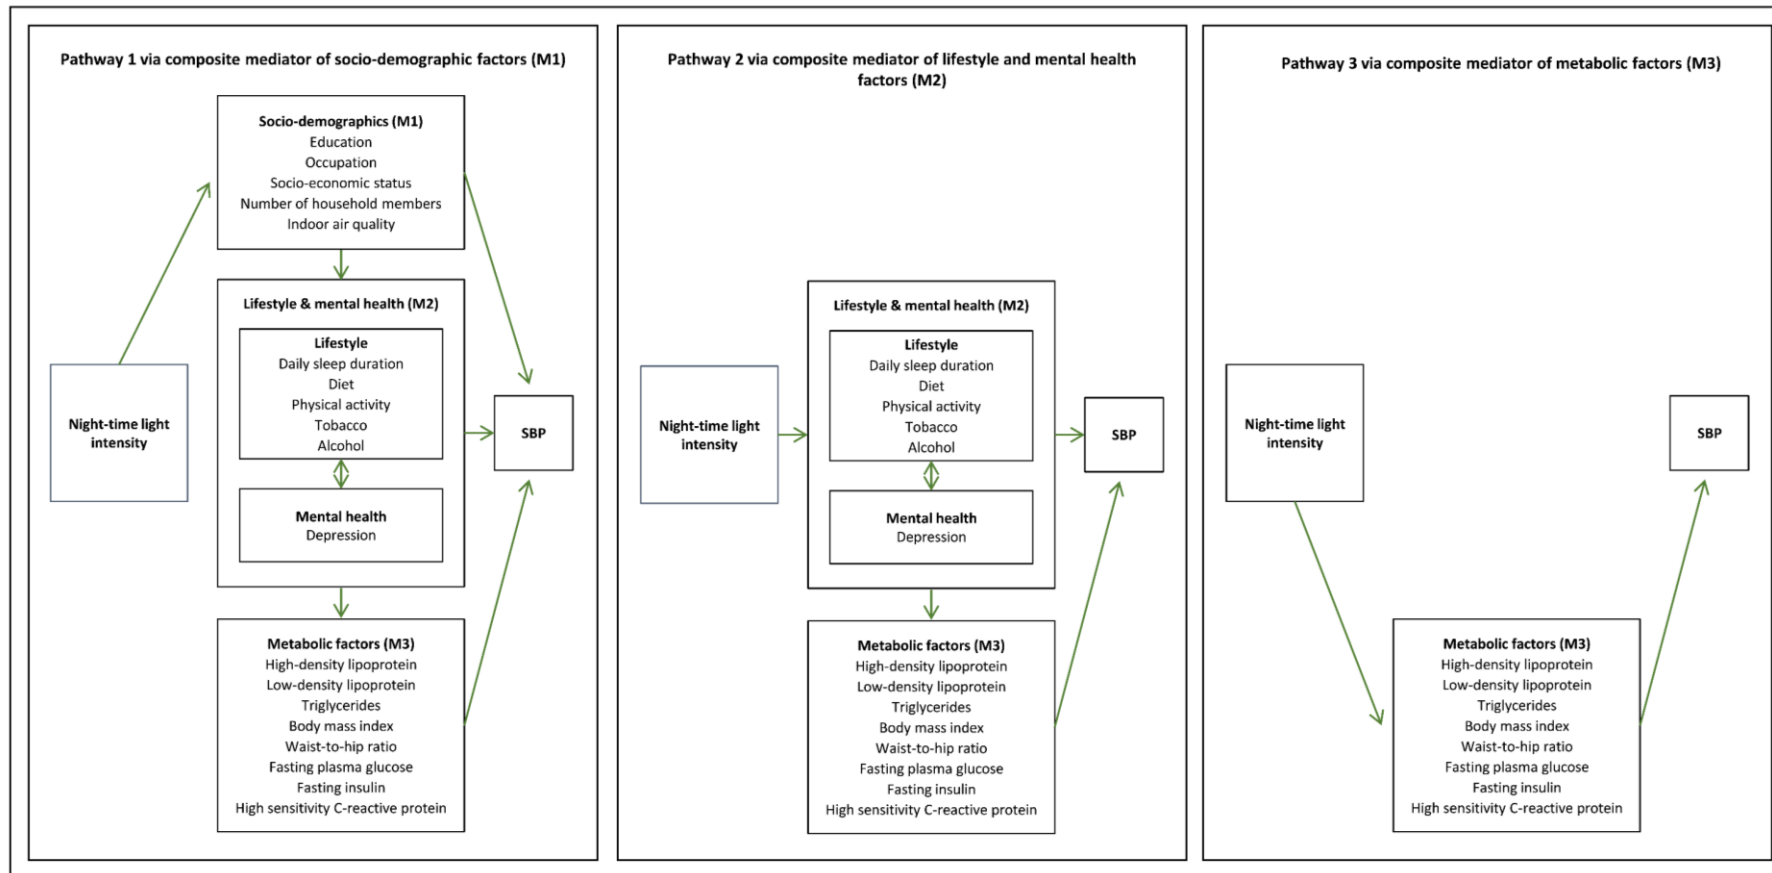 Pathway 1 via composite mediator of socio-demographic factors (M1)
Socio-demographics (M1)
Education
Occupation
Socio-economic status
Number of household members
Indoor air quality
Lifestyle & mental health (M2)
Lifestyle
Daily sleep duration
Diet
Physical activity
Tobacco
Alcohol
Night-time light
intensity
SBP
Mental health
Depression
Metabolic factors (M3)
High-density lipoprotein
Low-density lipoprotein
Triglycerides
Body mass index
Waist-to-hip ratio
Fasting plasma glucose
Fasting insulin
High sensitivity C-reactive protein
Pathway 2 via composite mediator of lifestyle and mental health
factors (M2)
Lifestyle & mental health (M2)
Lifestyle
Daily sleep duration
Diet
Physical activity
Tobacco
Alcohol
Night-time light
intensity
SBP
Mental health
Depression
Metabolic factors (M3)
High-density lipoprotein
Low-density lipoprotein
Triglycerides
Body mass index
Waist-to-hip ratio
Fasting plasma glucose
Fasting insulin
High sensitivity C-reactive protein
Pathway 3 via composite mediator of metabolic factors (M3)
Night-time light
intensity
SBP
Metabolic factors (M3)
High-density lipoprotein
Low-density lipoprotein
Triglycerides
Body mass index
Waist-to-hip ratio
Fasting plasma glucose
Fasting insulin
High sensitivity C-reactive protein